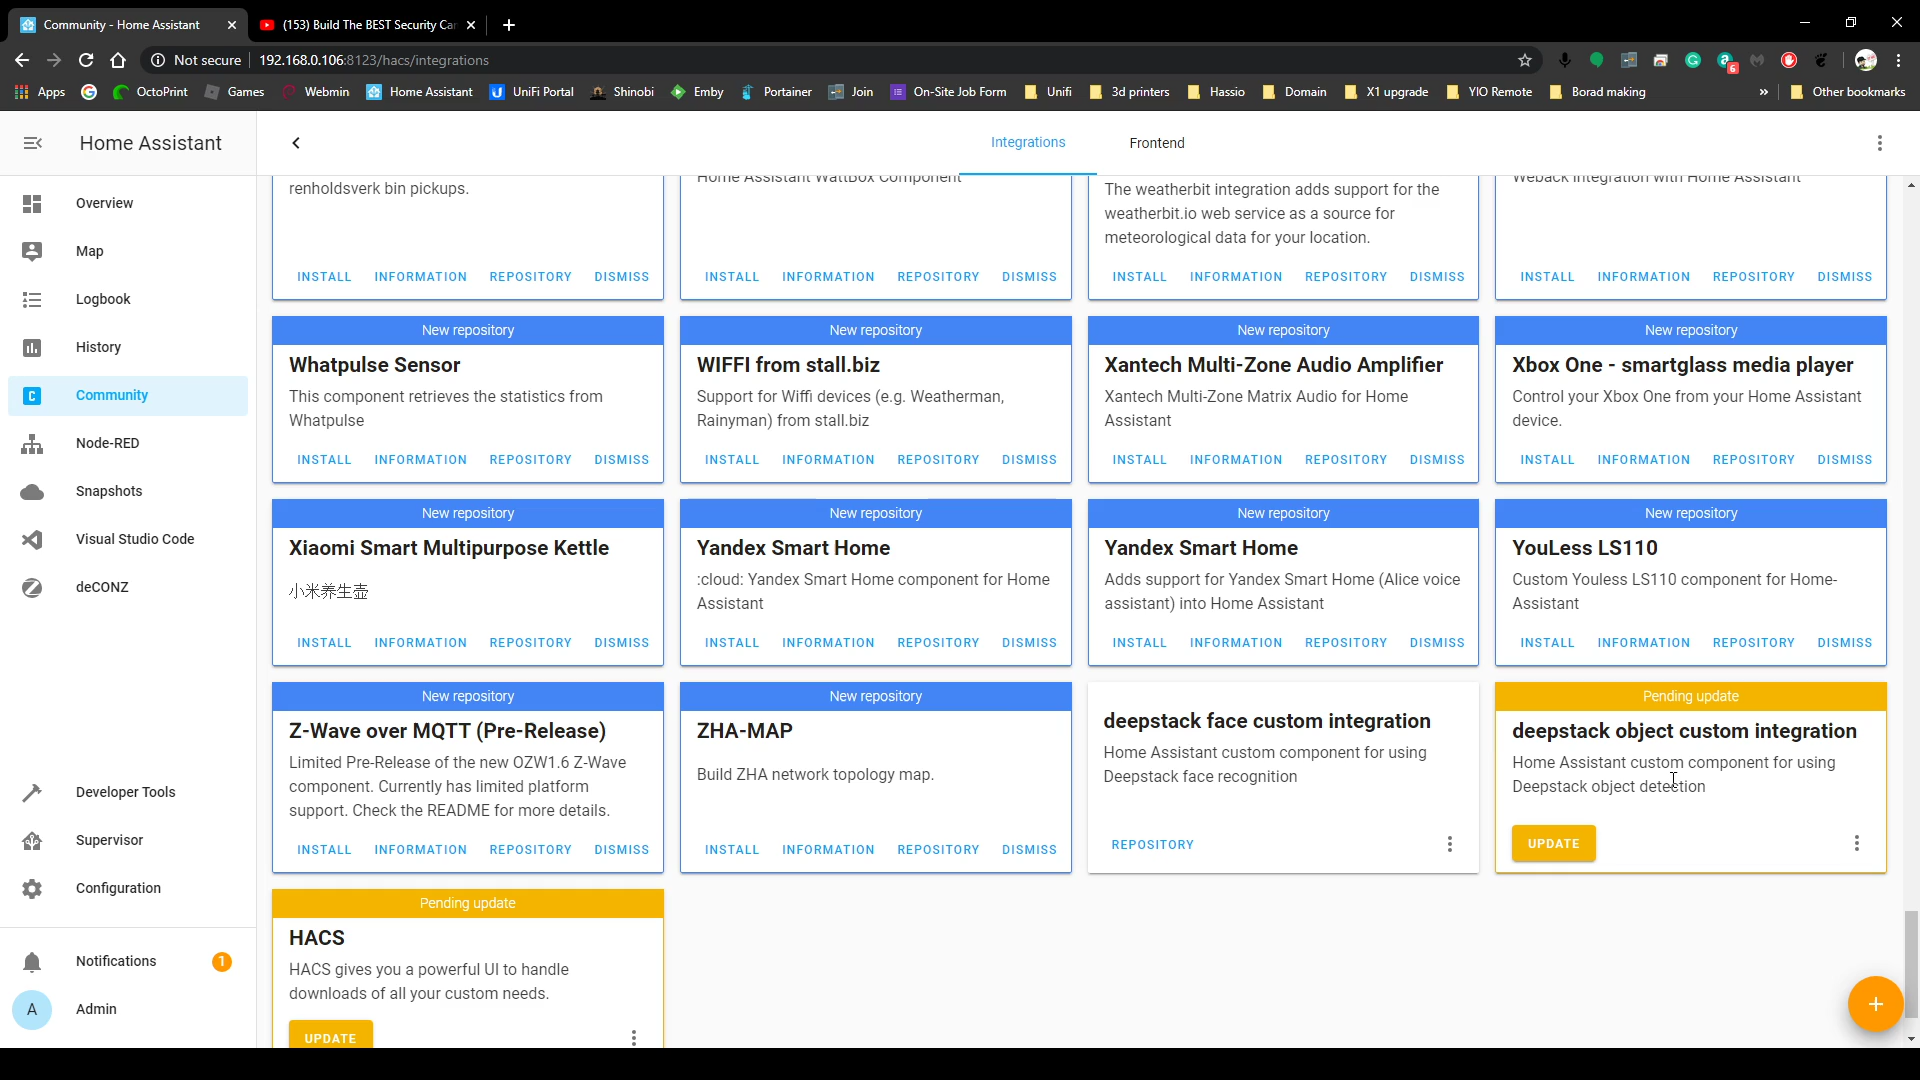 Community - Home Assistant
(153) Build The BEST Security Ca
Not secure
192.168.0.106:8123/hacs/integrations
6
Apps
OctoPrint
Games
Webmin
Home Assistant
UniFi Portal
Shinobi
Emby
Portainer
Join
On-Site Job Form
Unifi
3d printers
Hassio
Domain
X1 upgrade
YIO Remote
Borad making
»
Other bookmarks
Home Assistant
Integrations
Frontend
Overview
Map
Logbook
History
Community
Node-RED
Snapshots
Visual Studio Code
deCONZ
Developer Tools
Supervisor
Configuration
Notifications
1
A
Admin
renholdsverk bin pickups.
INSTALL INFORMATION REPOSITORY DISMISS
Home Assistant WattBox Component
INSTALL INFORMATION REPOSITORY DISMISS
The weatherbit integration adds support for the
weatherbit.io web service as a source for
meteorological data for your location.
INSTALL INFORMATION REPOSITORY DISMISS
Weback Integration with Home Assistant
INSTALL INFORMATION REPOSITORY DISMISS
New repository
Whatpulse Sensor
This component retrieves the statistics from
Whatpulse
INSTALL INFORMATION REPOSITORY DISMISS
New repository
WIFFI from stall.biz
Support for Wiffi devices (e.g. Weatherman,
Rainyman) from stall.biz
INSTALL INFORMATION REPOSITORY DISMISS
New repository
Xantech Multi-Zone Audio Amplifier
Xantech Multi-Zone Matrix Audio for Home
Assistant
INSTALL INFORMATION REPOSITORY DISMISS
New repository
Xbox One - smartglass media player
Control your Xbox One from your Home Assistant
device.
INSTALL INFORMATION REPOSITORY DISMISS
New repository
Xiaomi Smart Multipurpose Kettle
小米养生壶
INSTALL INFORMATION REPOSITORY DISMISS
New repository
Yandex Smart Home
:cloud: Yandex Smart Home component for Home
Assistant
INSTALL INFORMATION REPOSITORY DISMISS
New repository
Yandex Smart Home
Adds support for Yandex Smart Home (Alice voice
assistant) into Home Assistant
INSTALL INFORMATION REPOSITORY DISMISS
New repository
YouLess LS110
Custom Youless LS110 component for Home-
Assistant
INSTALL INFORMATION REPOSITORY DISMISS
New repository
Z-Wave over MQTT (Pre-Release)
Limited Pre-Release of the new OZW1.6 Z-Wave
component. Currently has limited platform
support. Check the README for more details.
INSTALL INFORMATION REPOSITORY DISMISS
New repository
ZHA-MAP
Build ZHA network topology map.
INSTALL INFORMATION REPOSITORY DISMISS
deepstack face custom integration
Home Assistant custom component for using
Deepstack face recognition
REPOSITORY
Pending update
deepstack object custom integration
Home Assistant custom component for using
Deepstack object detection
UPDATE
Pending update
HACS
HACS gives you a powerful UI to handle
downloads of all your custom needs.
UPDATE